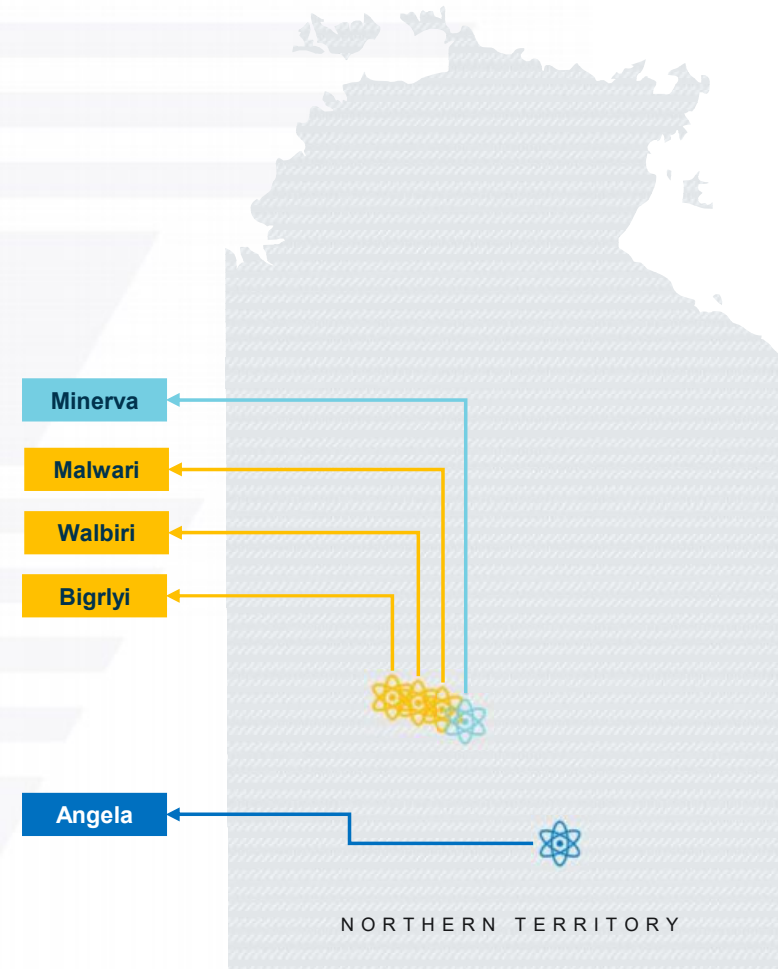 Minerva
Malwari
Walbiri
Bigrlyi
Angela
NORTHERN TERRITORY